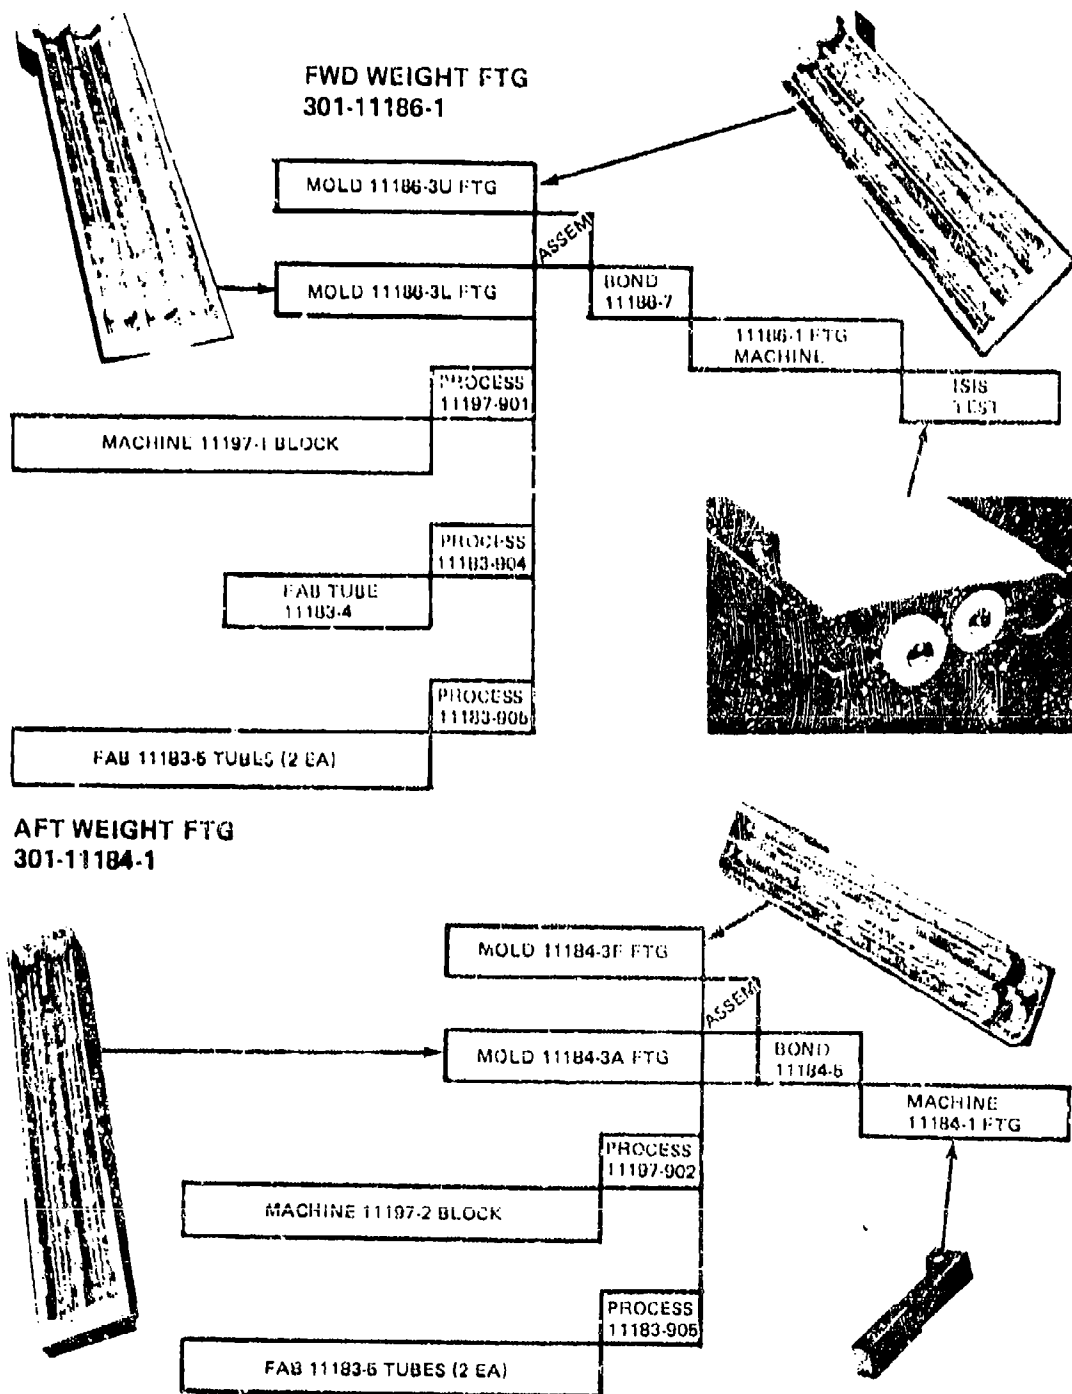 FWD WEIGHT FTG
301-11186-1
MOLD 11186-3U FTG
ASSEM
MOLD 11186-3L FTG
BOND
11186-7
11186-1 FTG
MACHINE
ISIS
TEST
PROCESS
11197-901
MACHINE 11197-1 BLOCK
PROCESS
11183-904
FAB TUBE
11183-4
PROCESS
11183-905
FAB 11183-5 TUBES (2 EA)
AFT WEIGHT FTG
301-11184-1
MOLD 11184-3F FTG
ASSEM
MOLD 11184-3A FTG
BOND
11184-5
MACHINE
11184-1 FTG
PROCESS
11197-902
MACHINE 11197-2 BLOCK
PROCESS
11183-905
FAB 11183-5 TUBES (2 EA)